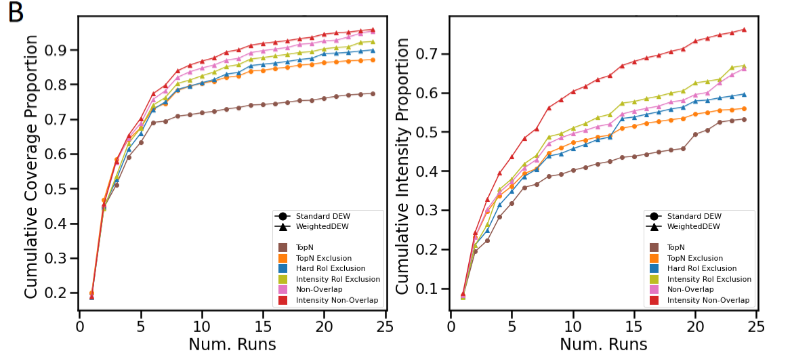 B
Cumulative Coverage Proportion
0.9
0.8
0.7
0.6
0.5
0.4
0.3
0.2
0
5
10
15
20
25
Num. Runs
Standard DEW
WeightedDEW
TopN
TopN Exclusion
Hard RoI Exclusion
Intensity RoI Exclusion
Non-Overlap
Intensity Non-Overlap
Cumulative Intensity Proportion
0.7
0.6
0.5
0.4
0.3
0.2
0.1
0
5
10
15
20
25
Num. Runs
Standard DEW
WeightedDEW
TopN
TopN Exclusion
Hard RoI Exclusion
Intensity RoI Exclusion
Non-Overlap
Intensity Non-Overlap